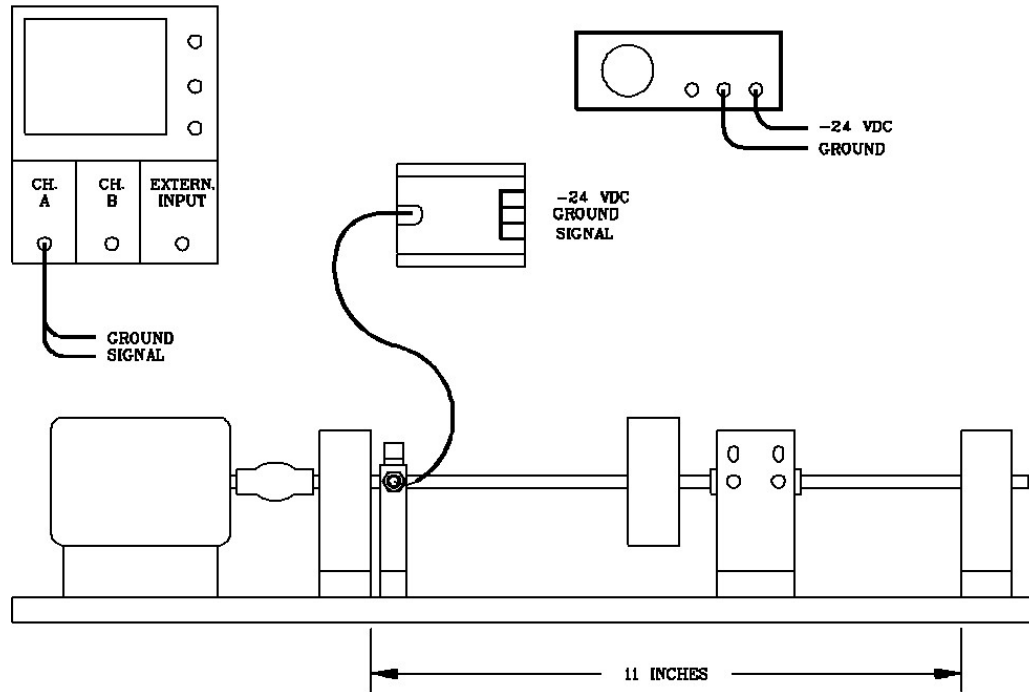 -24 VDC
GROUND
CH.
A
CH.
B
EXTERN.
INPUT
-24 VDC
GROUND
SIGNAL
GROUND
SIGNAL
11 INCHES